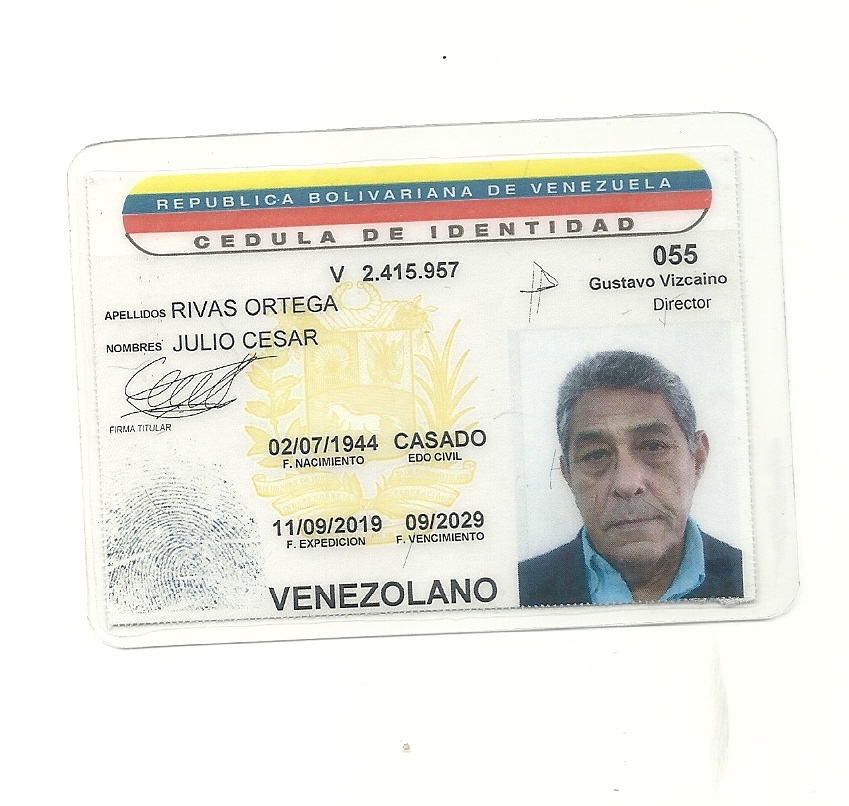 REPUBLICA BOLIVARIANA DE VENEZUELA
CEDULA DE IDENTIDAD
V 2.415.957
055
Gustavo Vizcaino
Director
APELLIDOS RIVAS ORTEGA
NOMBRES JULIO CESAR
FIRMA TITULAR
02/07/1944 CASADO
F. NACIMIENTO EDO CIVIL
11/09/2019 09/2029
F. EXPEDICION F. VENCIMIENTO
VENEZOLANO